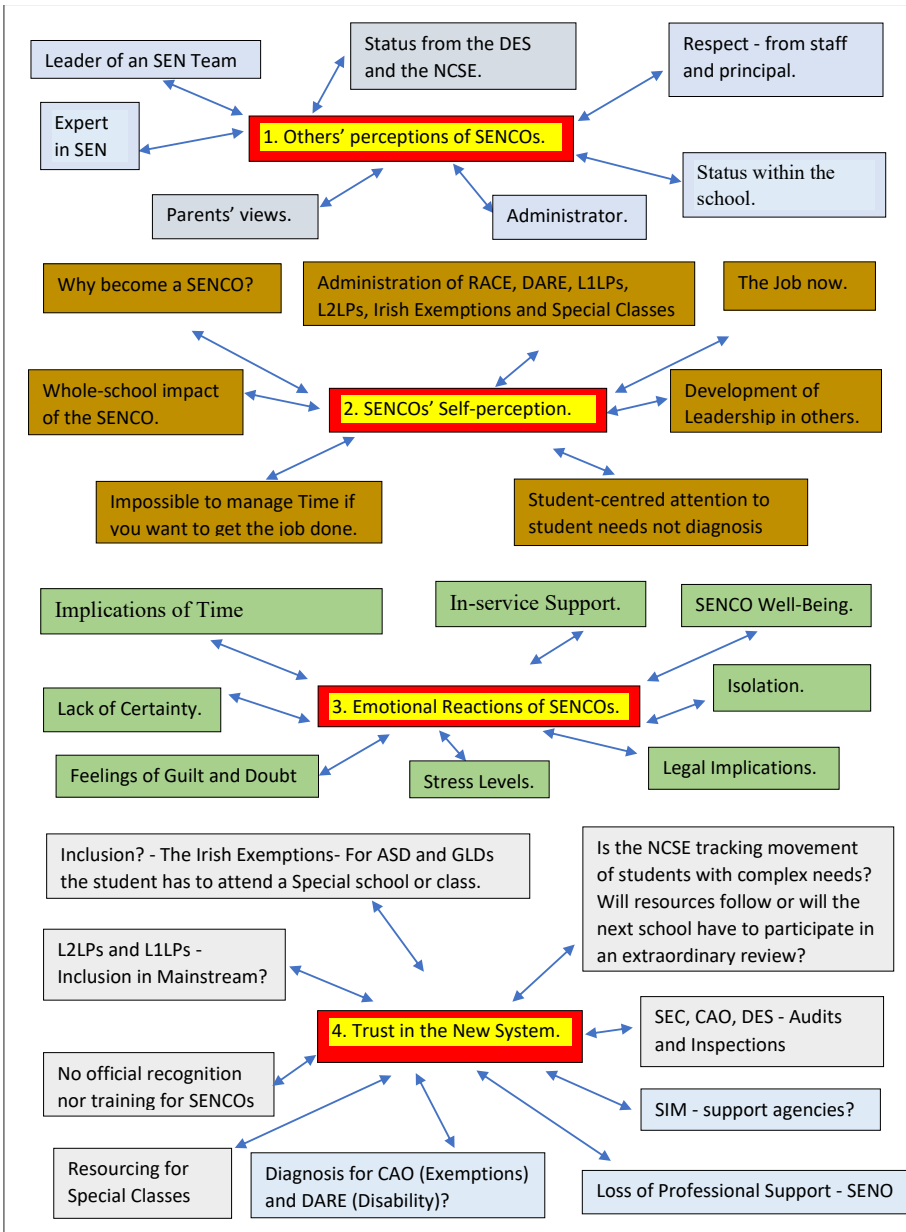 Leader of an SEN Team
Status from the DES
and the NCSE.
Respect - from staff
and principal.
Expert
in SEN
1. Others’ perceptions of SENCOs.
Status within the
school.
Parents’ views.
Administrator.
Why become a SENCO?
Administration of RACE, DARE, L1LPs,
L2LPs, Irish Exemptions and Special Classes
The Job now.
Whole-school impact
of the SENCO.
2. SENCOs’ Self-perception.
Development of
Leadership in others.
Impossible to manage Time if
you want to get the job done.
Student-centred attention to
student needs not diagnosis
Implications of Time
In-service Support.
SENCO Well-Being.
Lack of Certainty.
3. Emotional Reactions of SENCOs.
Isolation.
Feelings of Guilt and Doubt
Stress Levels.
Legal Implications.
Inclusion? - The Irish Exemptions- For ASD and GLDs
the student has to attend a Special school or class.
Is the NCSE tracking movement
of students with complex needs?
Will resources follow or will the
next school have to participate in
an extraordinary review?
L2LPs and L1LPs -
Inclusion in Mainstream?
4. Trust in the New System.
SEC, CAO, DES - Audits
and Inspections
No official recognition
nor training for SENCOs
SIM - support agencies?
Resourcing for
Special Classes
Diagnosis for CAO (Exemptions)
and DARE (Disability)?
Loss of Professional Support - SENO